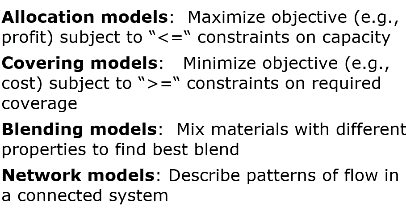 Allocation models:  Maximize objective (e.g.,
profit) subject to “<=“ constraints on capacity
Covering models:   Minimize objective (e.g.,
cost) subject to “>=“ constraints on required
coverage
Blending models:  Mix materials with different
properties to find best blend
Network models: Describe patterns of flow in
a connected system